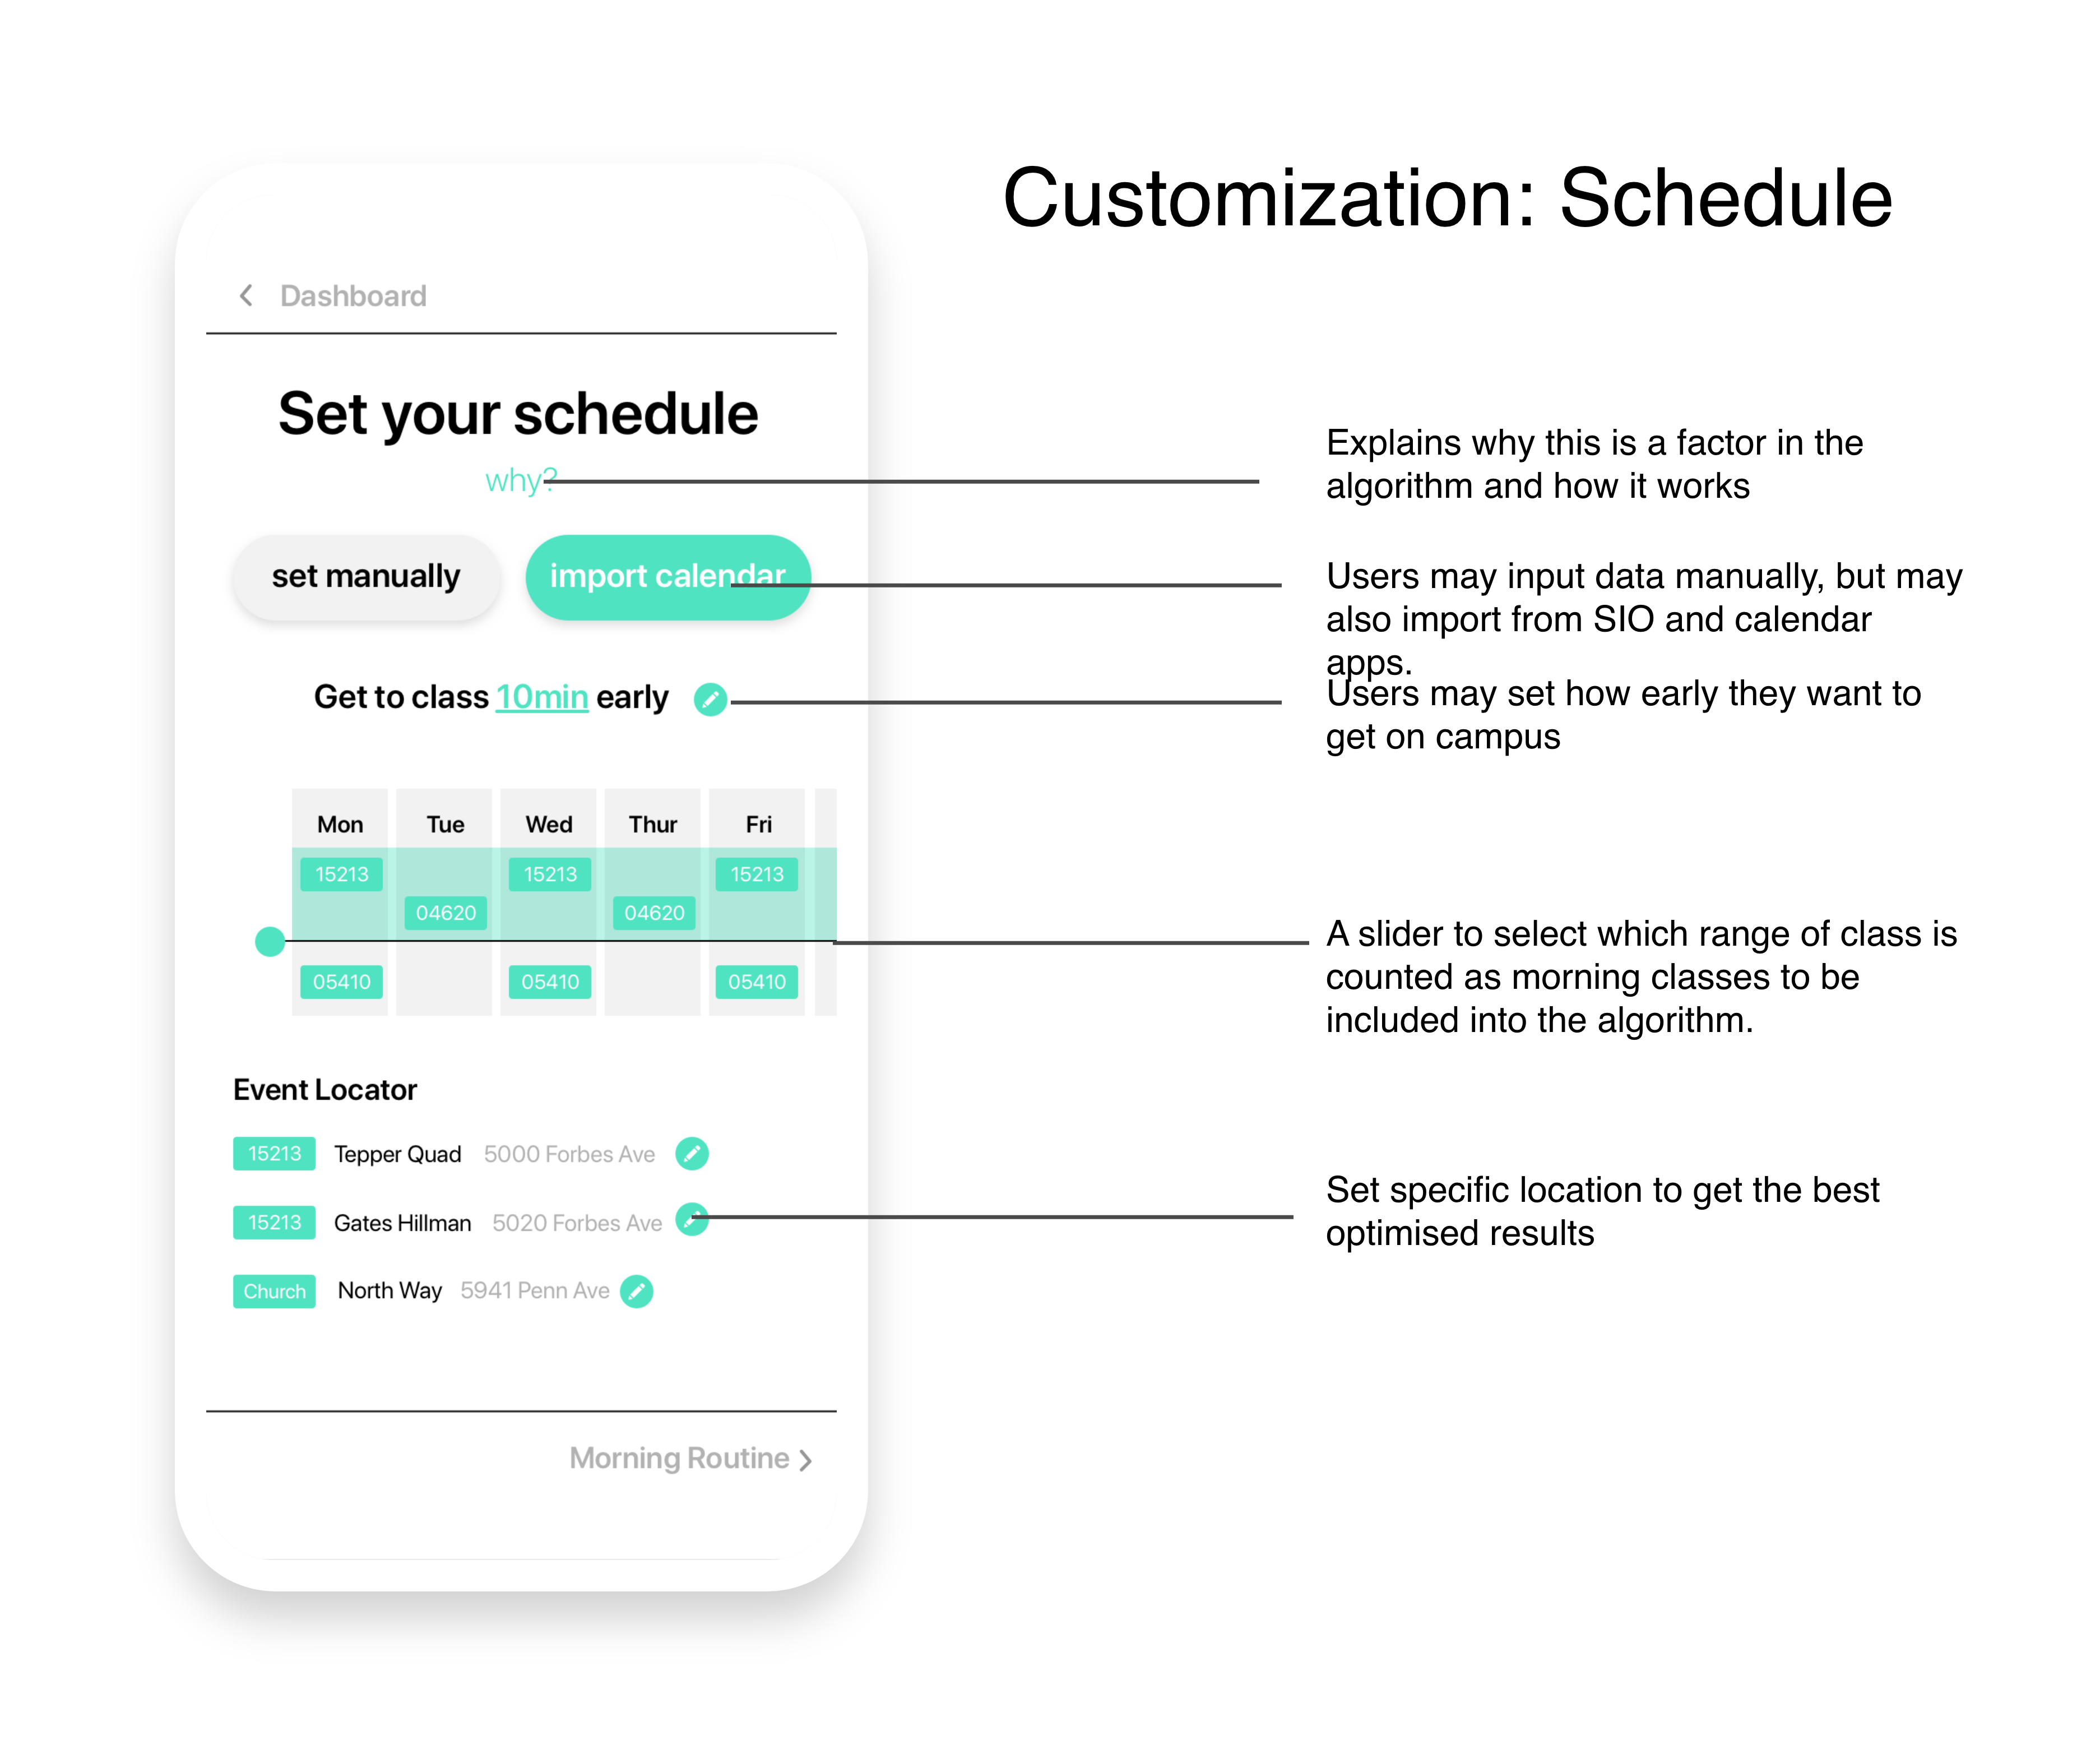 Customization: Schedule
Dashboard
Set your schedule
why?
set manually
import calendar
Get to class 10min early
Mon Tue Wed Thur Fri
15213 15213 15213
04620 04620
05410 05410 05410
Event Locator
15213 Tepper Quad 5000 Forbes Ave
15213 Gates Hillman 5020 Forbes Ave
Church North Way 5941 Penn Ave
Morning Routine
Explains why this is a factor in the
algorithm and how it works
Users may input data manually, but may
also import from SIO and calendar
apps.
Users may set how early they want to
get on campus
A slider to select which range of class is
counted as morning classes to be
included into the algorithm.
Set specific location to get the best
optimised results